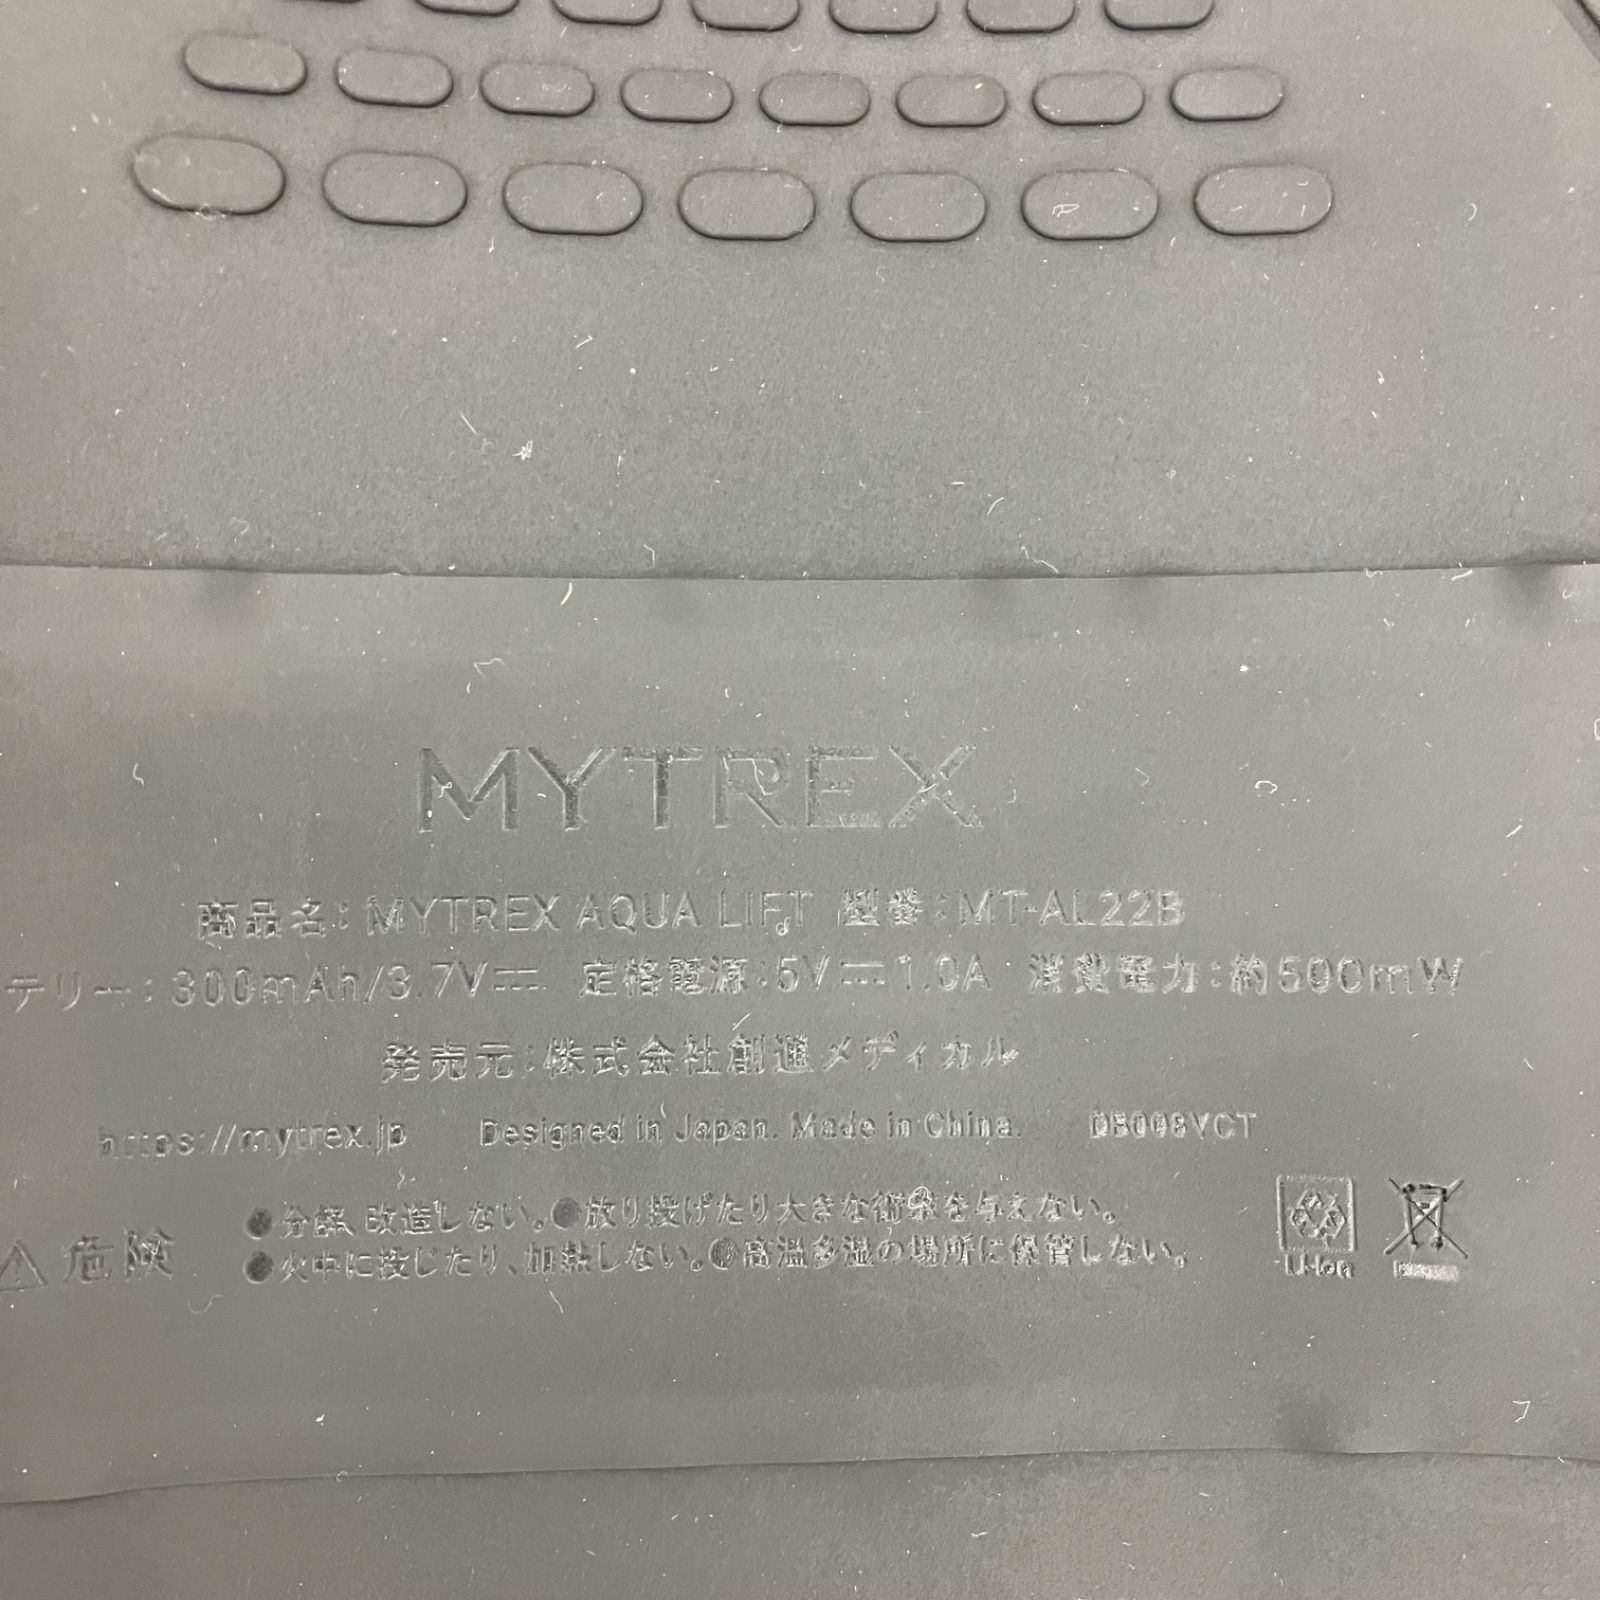 MYTREX
商品名：MYTREX AQUA LIFT 型番：MT-AL22B
テリー：300mAh/3.7V⎓ 定格電源：5V⎓1.0A 消費電力：約500mW
発売元：株式会社創通メディカル
https://mytrex.jp Designed in Japan. Made in China.
⚠危険
●分解、改造しない。●放り投げたり大きな衝撃を与えない。
●火中に投じたり、加熱しない。●高温多湿の場所に保管しない。
Li-ion